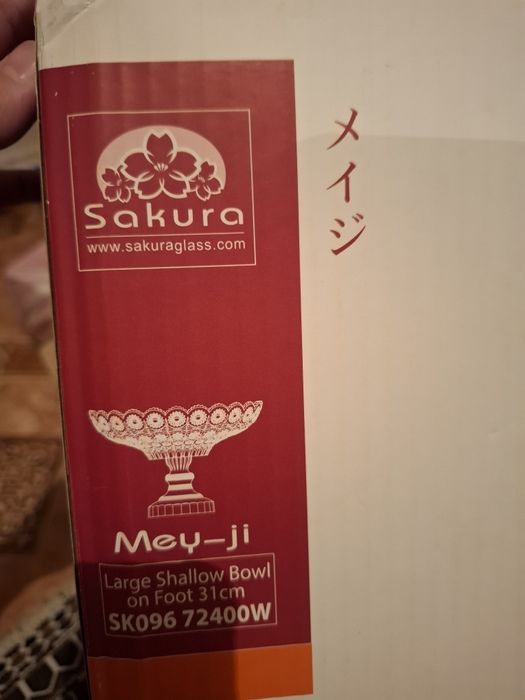 Sakura
www.sakuraglass.com
メイジ
Mey-ji
Large Shallow Bowl
on Foot 31cm
SK096 72400W